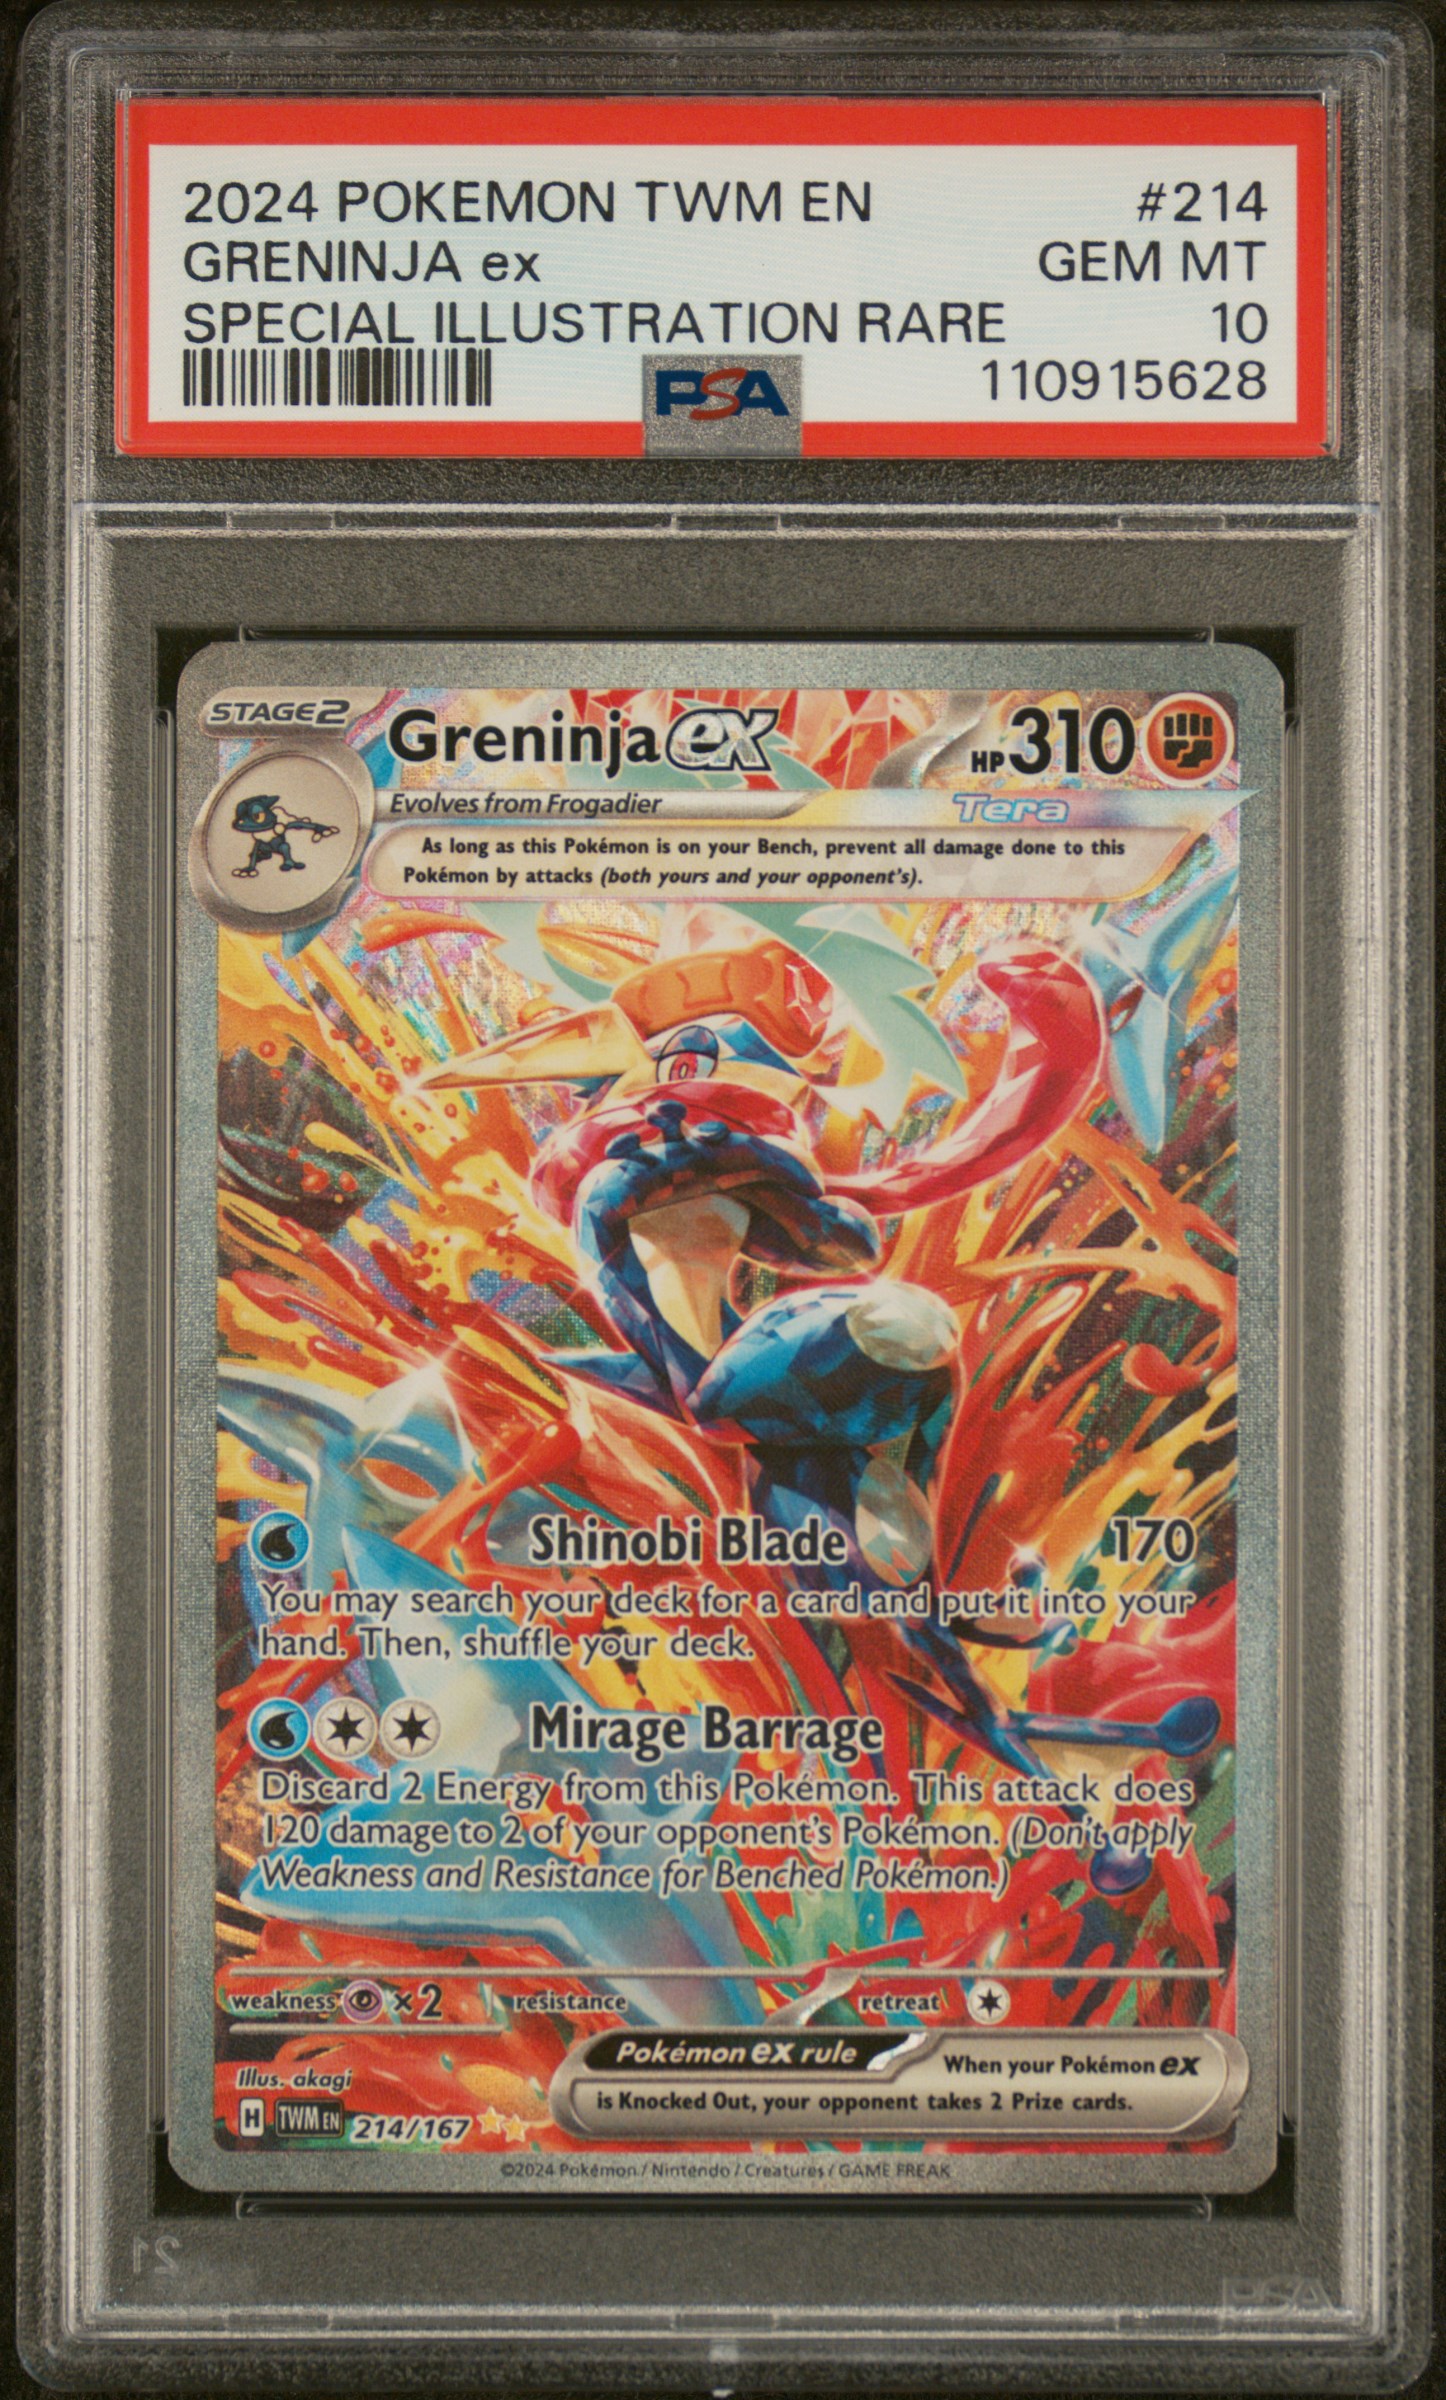 2024 POKEMON TWM EN #214
GRENINJA ex GEM MT
SPECIAL ILLUSTRATION RARE 10
PSA 110915628
STAGE2 Greninja ex HP 310
Evolves from Frogadier Tera
As long as this Pokémon is on your Bench, prevent all damage done to this
Pokémon by attacks (both yours and your opponent's).
Shinobi Blade 170
You may search your deck for a card and put it into your
hand. Then, shuffle your deck.
Mirage Barrage
Discard 2 Energy from this Pokémon. This attack does
120 damage to 2 of your opponent's Pokémon. (Don't apply
Weakness and Resistance for Benched Pokémon.)
weakness ×2 resistance retreat
Pokémon ex rule When your Pokémon ex
is Knocked Out, your opponent takes 2 Prize cards.
Illus. akagi
H TWM EN 214/167
©2024 Pokémon / Nintendo / Creatures / GAME FREAK
21
PSA